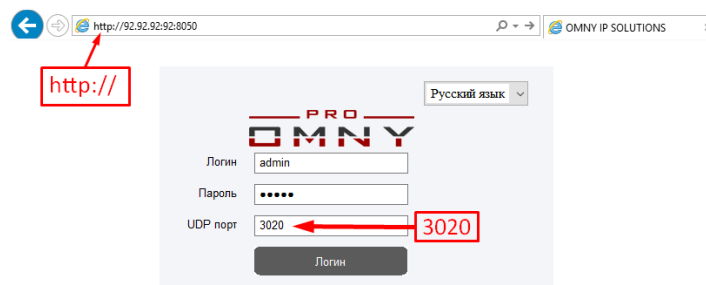 http://92.92.92:92:8050
OMNY IP SOLUTIONS
http://
Русский язык
PRO
OMNY
Логин admin
Пароль •••••
UDP порт 3020
3020
Логин